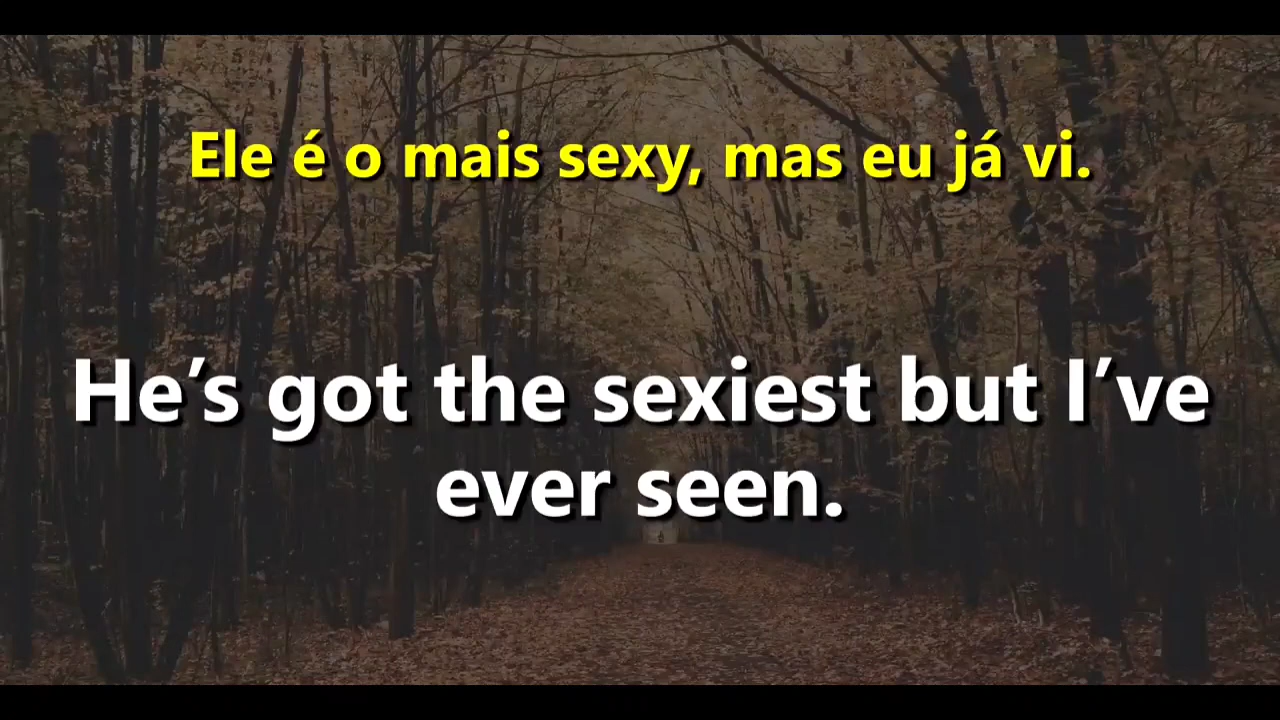 Ele é o mais sexy, mas eu já vi.
He’s got the sexiest but I’ve
ever seen.